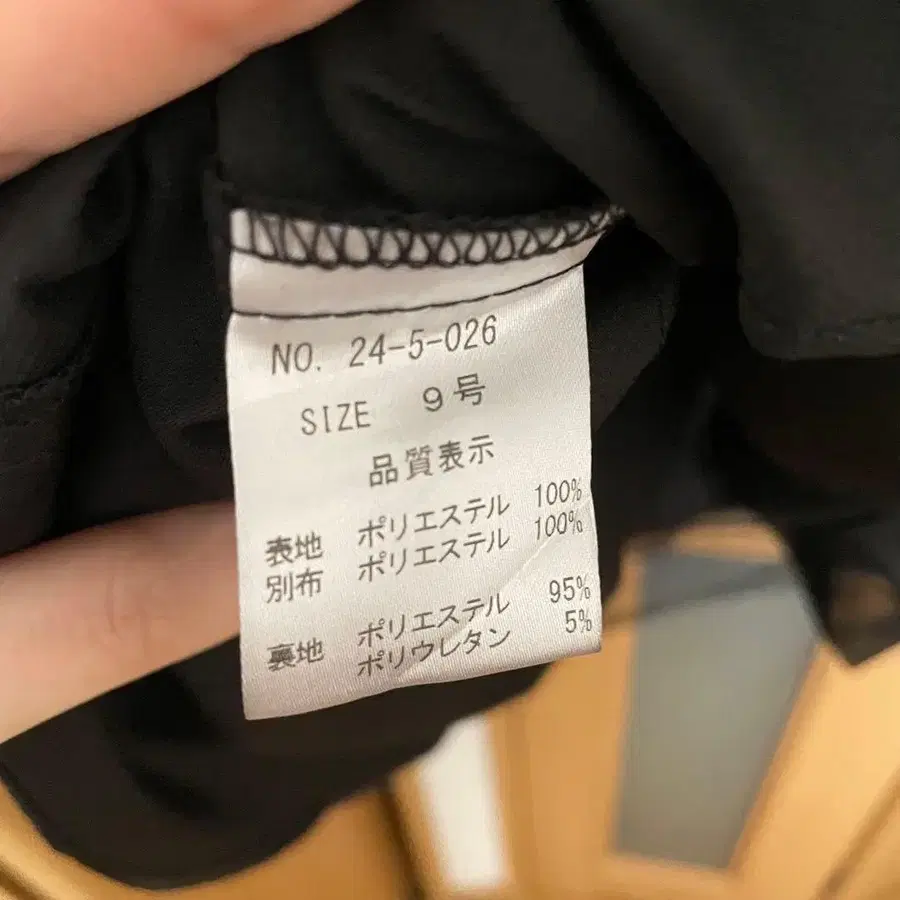 NO. 24-5-026
SIZE 9号
品質表示
表地 ポリエステル 100%
別布 ポリエステル 100%
裏地 ポリエステル 95%
ポリウレタン 5%